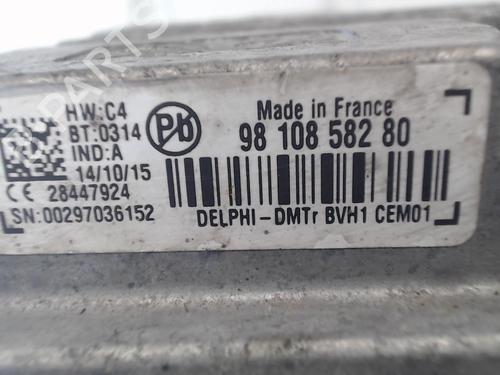 HW:C4
BT:0314
IND:A
14/10/15
CE 28447924
SN:00297036152
Pb
Made in France
98 108 582 80
DELPHI-DMTr BVH1 CEM01